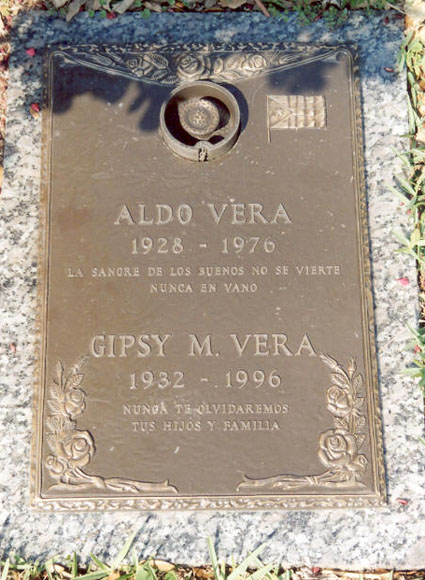 ALDO VERA
1928 - 1976
LA SANGRE DE LOS BUENOS NO SE VIERTE
NUNCA EN VANO
GIPSY M. VERA
1932 - 1996
NUNCA TE OLVIDAREMOS
TUS HIJOS Y FAMILIA